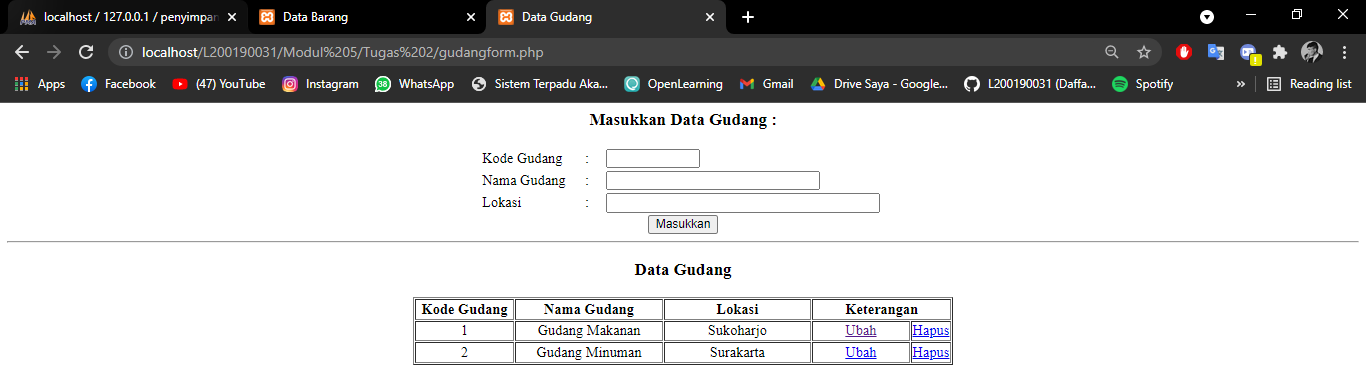 localhost / 127.0.0.1 / penyimpan
Data Barang
Data Gudang
localhost/L200190031/Modul%205/Tugas%202/gudangform.php
Apps Facebook (47) YouTube Instagram 38 WhatsApp Sistem Terpadu Aka... OpenLearning Gmail Drive Saya - Google... L200190031 (Daffa... Spotify » Reading list
Masukkan Data Gudang :
Kode Gudang :
Nama Gudang :
Lokasi :
Masukkan
Data Gudang
Kode Gudang Nama Gudang Lokasi Keterangan
1 Gudang Makanan Sukoharjo Ubah Hapus
2 Gudang Minuman Surakarta Ubah Hapus